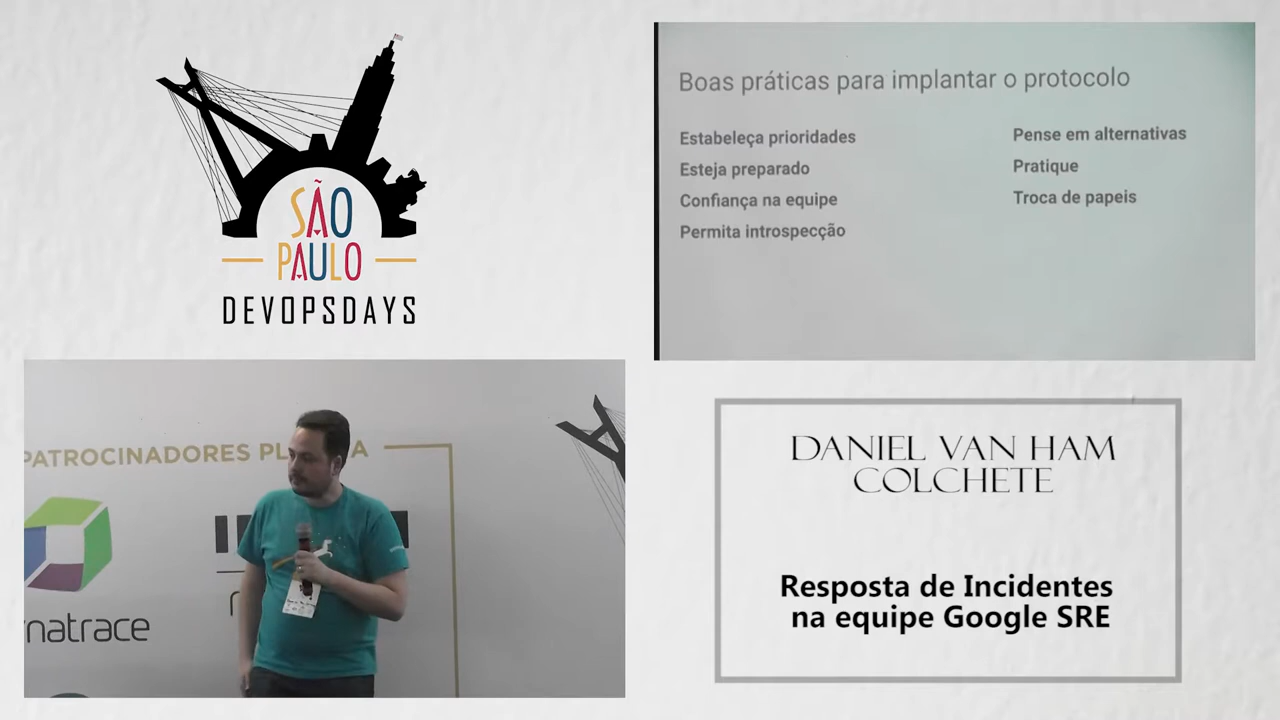 SÃO
PAULO
DEVOPSDAYS
Boas práticas para implantar o protocolo
Estabeleça prioridades
Esteja preparado
Confiança na equipe
Permita introspecção
Pense em alternativas
Pratique
Troca de papeis
PATROCINADORES
natrace
DANIEL VAN HAM
COLCHETE
Resposta de Incidentes
na equipe Google SRE